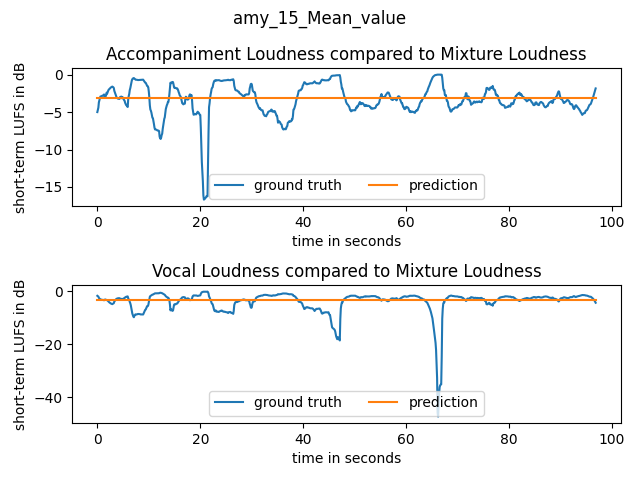 amy_15_Mean_value
Accompaniment Loudness compared to Mixture Loudness
short-term LUFS in dB
0
−5
−10
−15
ground truth
prediction
0
20
40
60
80
100
time in seconds
Vocal Loudness compared to Mixture Loudness
short-term LUFS in dB
0
−20
−40
ground truth
prediction
0
20
40
60
80
100
time in seconds